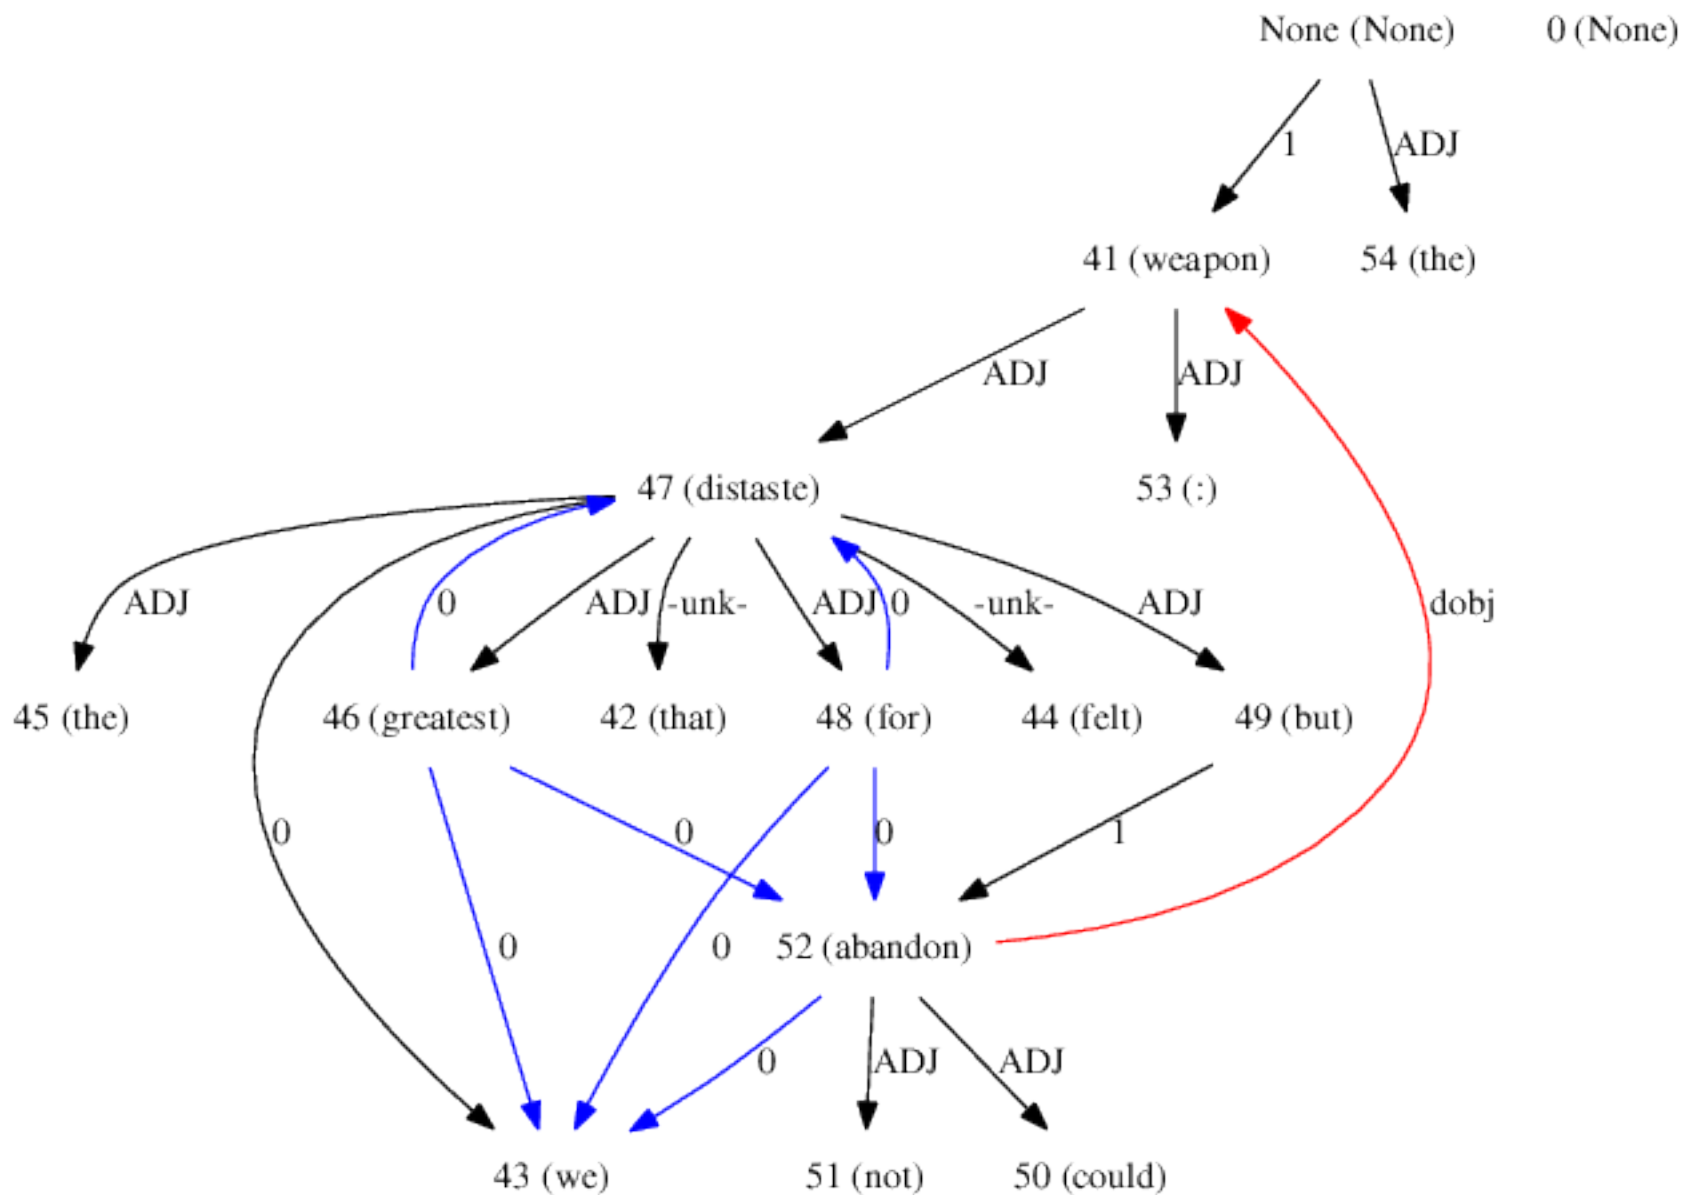 None (None) 0 (None)
1 ADJ
41 (weapon) 54 (the)
ADJ ADJ
47 (distaste) 53 (:)
ADJ 0 ADJ -unk- ADJ 0 -unk- ADJ dobj
45 (the) 46 (greatest) 42 (that) 48 (for) 44 (felt) 49 (but)
0 0 0 1
0 0 52 (abandon)
0 ADJ ADJ
43 (we) 51 (not) 50 (could)